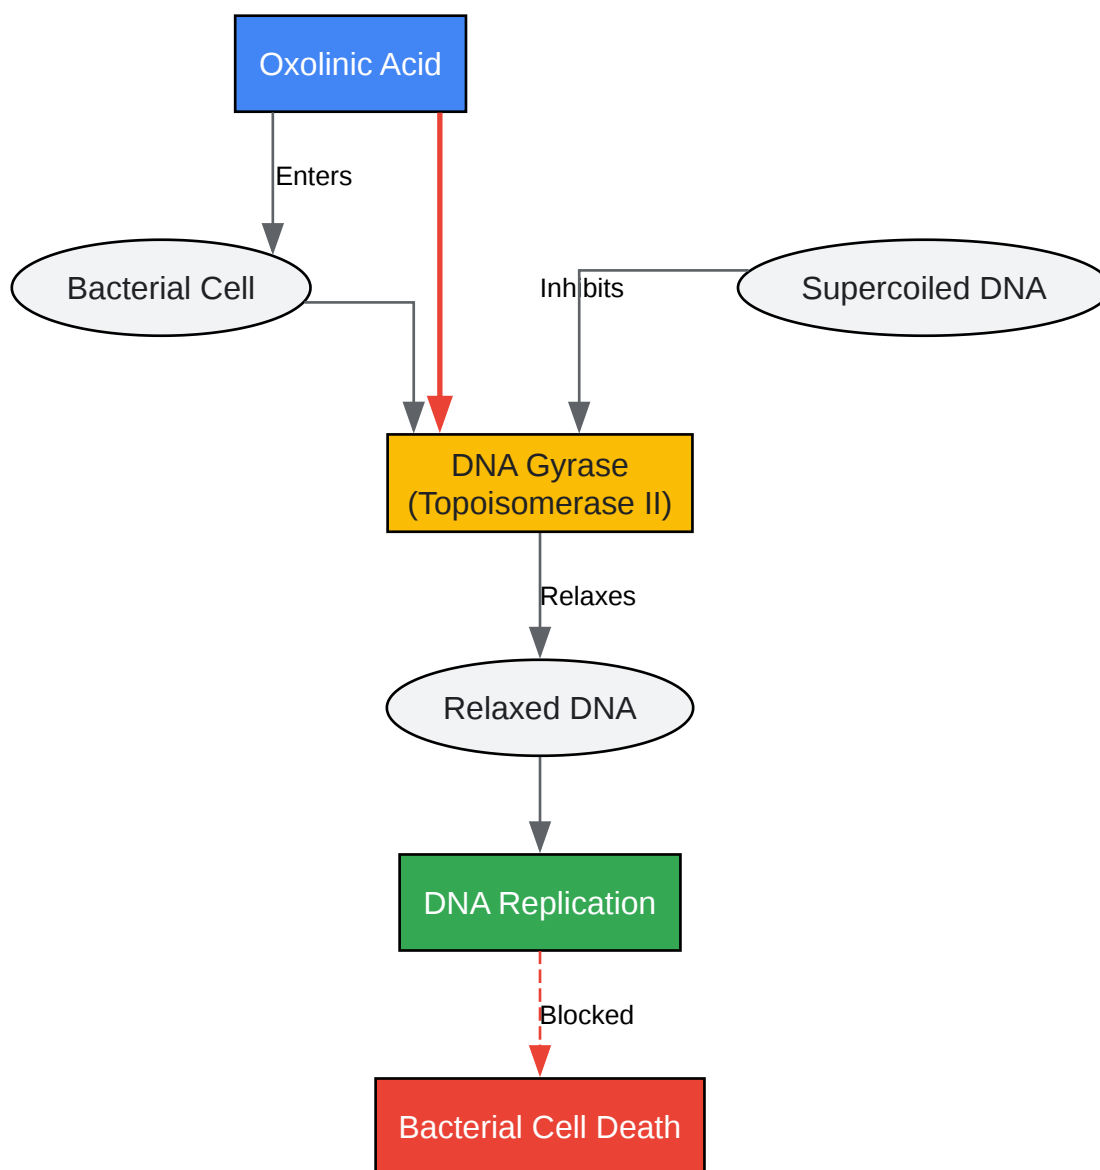 Oxolinic Acid
Enters
Bacterial Cell
Inhibits
Supercoiled DNA
DNA Gyrase
(Topoisomerase II)
Relaxes
Relaxed DNA
DNA Replication
Blocked
Bacterial Cell Death